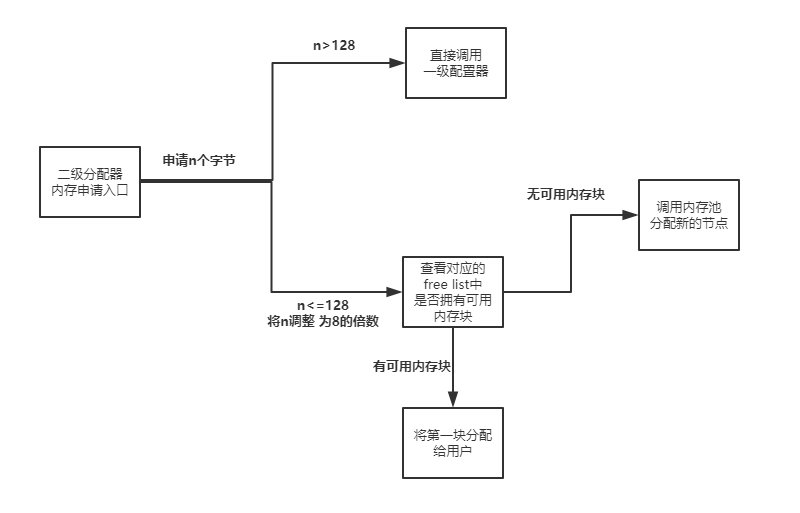 n>128
直接调用
一级配置器
申请n个字节
二级分配器
内存申请入口
无可用内存块
调用内存池
分配新的节点
查看对应的
free list中
是否拥有可用
内存块
n<=128
将n调整 为8的倍数
有可用内存块
将第一块分配
给用户